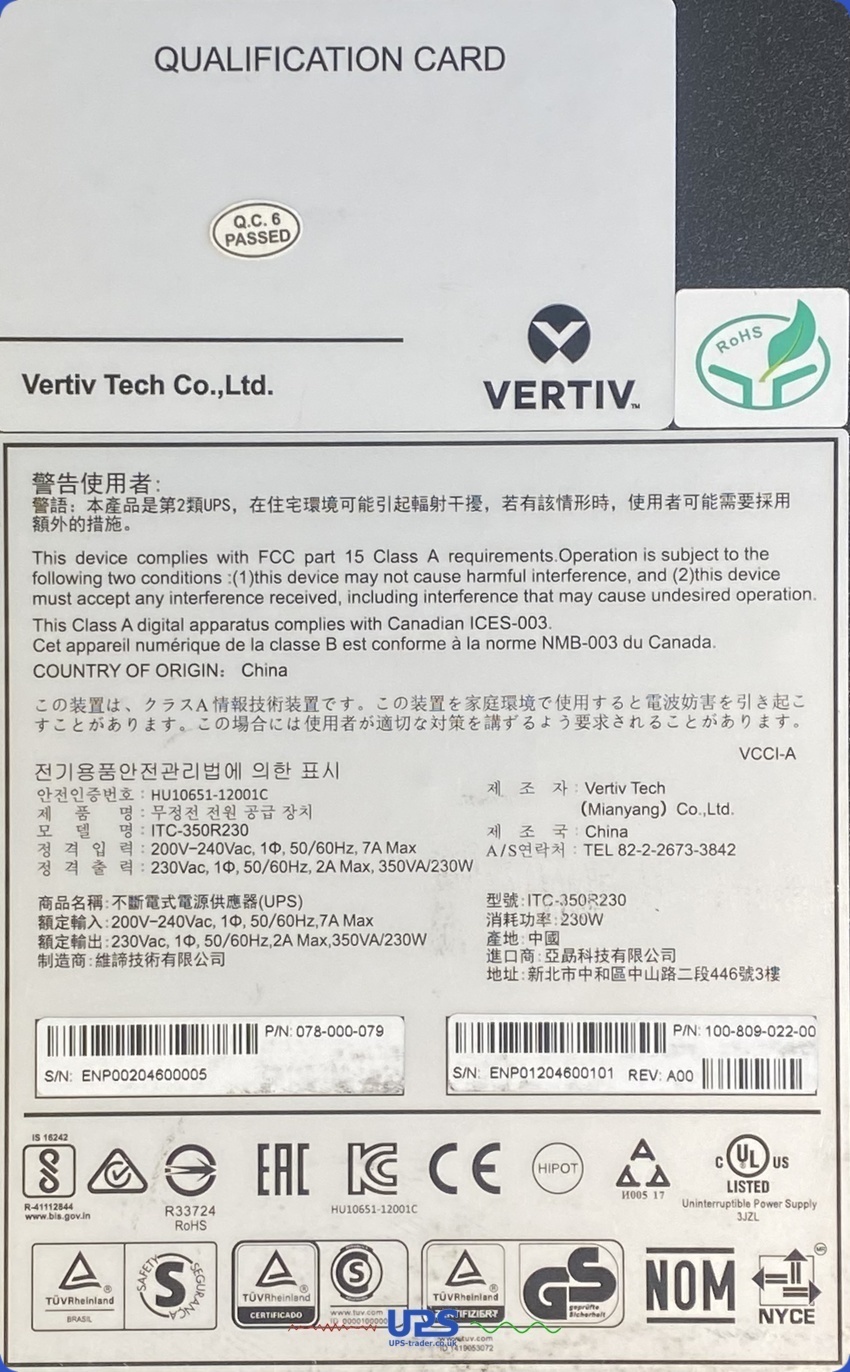 QUALIFICATION CARD
Q.C. 6
PASSED
Vertiv Tech Co.,Ltd.
VERTIV™
RoHS
警告使用者:
警語: 本產品是第2類UPS，在住宅環境可能引起輻射干擾，若有該情形時，使用者可能需要採用
額外的措施。
This device complies with FCC part 15 Class A requirements.Operation is subject to the
following two conditions :(1)this device may not cause harmful interference, and (2)this device
must accept any interference received, including interference that may cause undesired operation.
This Class A digital apparatus complies with Canadian ICES-003.
Cet appareil numérique de la classe B est conforme à la norme NMB-003 du Canada.
COUNTRY OF ORIGIN: China
この装置は、クラスA 情報技術装置です。この装置を家庭環境で使用すると電波妨害を引き起こ
すことがあります。この場合には使用者が適切な対策を講ずるよう要求されることがあります。
VCCI-A
전기용품안전관리법에 의한 표시
안전인증번호 : HU10651-12001C
제 품 명 : 무정전 전원 공급 장치
모 델 명 : ITC-350R230
정 격 입 력 : 200V-240Vac, 1Φ, 50/60Hz, 7A Max
정 격 출 력 : 230Vac, 1Φ, 50/60Hz, 2A Max, 350VA/230W
제 조 자 : Vertiv Tech
(Mianyang) Co.,Ltd.
제 조 국 : China
A/S연락처 : TEL 82-2-2673-3842
商品名稱: 不斷電式電源供應器(UPS)
額定輸入: 200V-240Vac, 1Φ, 50/60Hz,7A Max
額定輸出: 230Vac, 1Φ, 50/60Hz,2A Max,350VA/230W
制造商: 維諦技術有限公司
型號: ITC-350R230
消耗功率: 230W
產地: 中國
進口商: 亞勗科技有限公司
地址: 新北市中和區中山路二段446號3樓
P/N: 078-000-079
S/N: ENP00204600005
P/N: 100-809-022-00
S/N: ENP01204600101 REV: A00
IS 16242
R-41112844
www.bis.gov.in
R33724
RoHS
EAC
KC
HU10651-12001C
CE
HIPOT
И005 17
C UL US
LISTED
Uninterruptible Power Supply
3JZL
TÜVRheinland
BRASIL
SAFETY
S
SEGURANÇA
TÜVRheinland
CERTIFICADO
S
www.tuv.com
TÜVRheinland
ZERTIFIZIERT
www.tuv.com
ID 1419053072
GS
geprüfte
Sicherheit
NOM
NYCE
MR
UPS
UPS-trader.co.uk